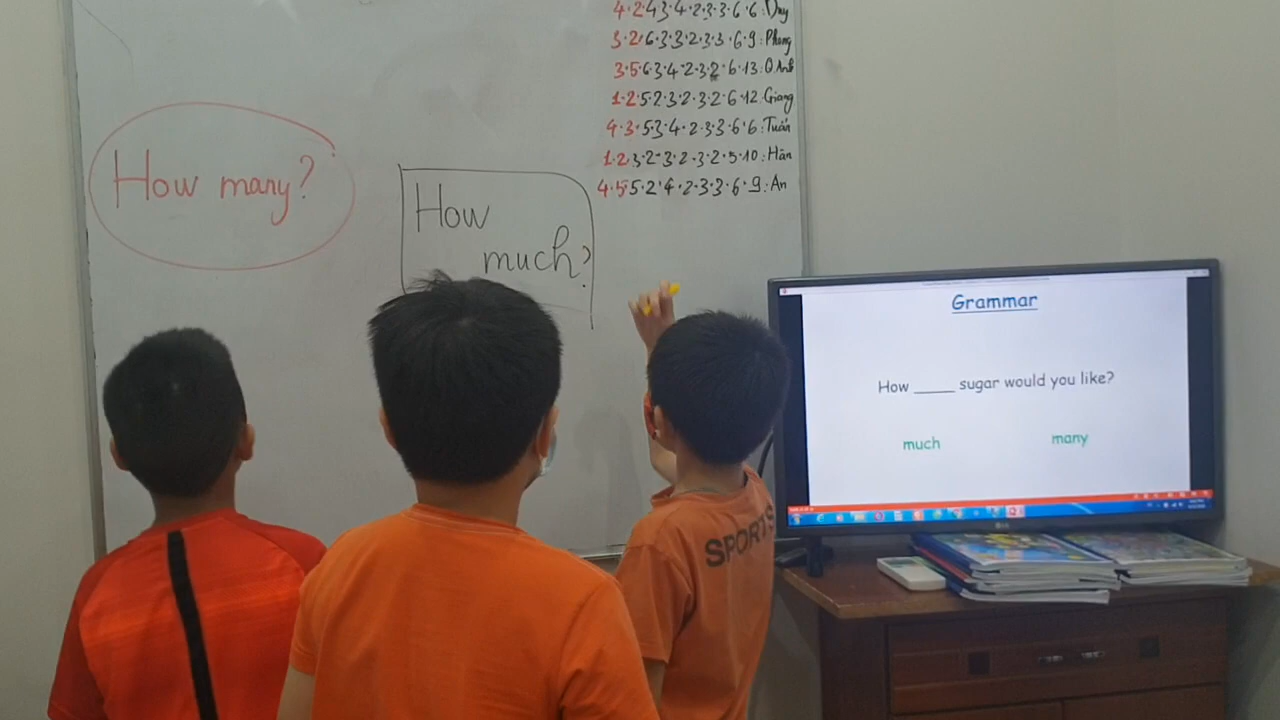 4·2·4·3·4·2·3·3·6·6: Duy
3·2·6·3·3·2·3·3·6·9: Phong
3·5·6·3·4·2·3·2·6·13: Q Anh
1·2·5·2·3·2·3·2·6·12: Giang
4·3·5·3·4·2·3·3·6·6: Tuấn
1·2·3·2·3·2·3·2·5·10: Hân
4·5·5·2·4·2·3·3·6·9: An
How many?
How
much?
SPORTS
Grammar
How ____ sugar would you like?
much many
LG